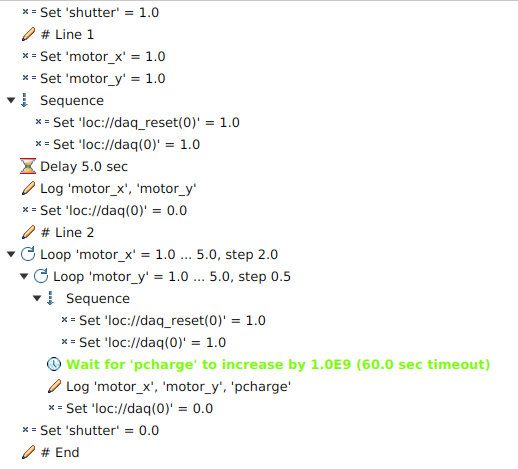 Set 'shutter' = 1.0
# Line 1
Set 'motor_x' = 1.0
Set 'motor_y' = 1.0
Sequence
Set 'loc://daq_reset(0)' = 1.0
Set 'loc://daq(0)' = 1.0
Delay 5.0 sec
Log 'motor_x', 'motor_y'
Set 'loc://daq(0)' = 0.0
# Line 2
Loop 'motor_x' = 1.0 ... 5.0, step 2.0
Loop 'motor_y' = 1.0 ... 5.0, step 0.5
Sequence
Set 'loc://daq_reset(0)' = 1.0
Set 'loc://daq(0)' = 1.0
Wait for 'pcharge' to increase by 1.0E9 (60.0 sec timeout)
Log 'motor_x', 'motor_y', 'pcharge'
Set 'loc://daq(0)' = 0.0
Set 'shutter' = 0.0
# End